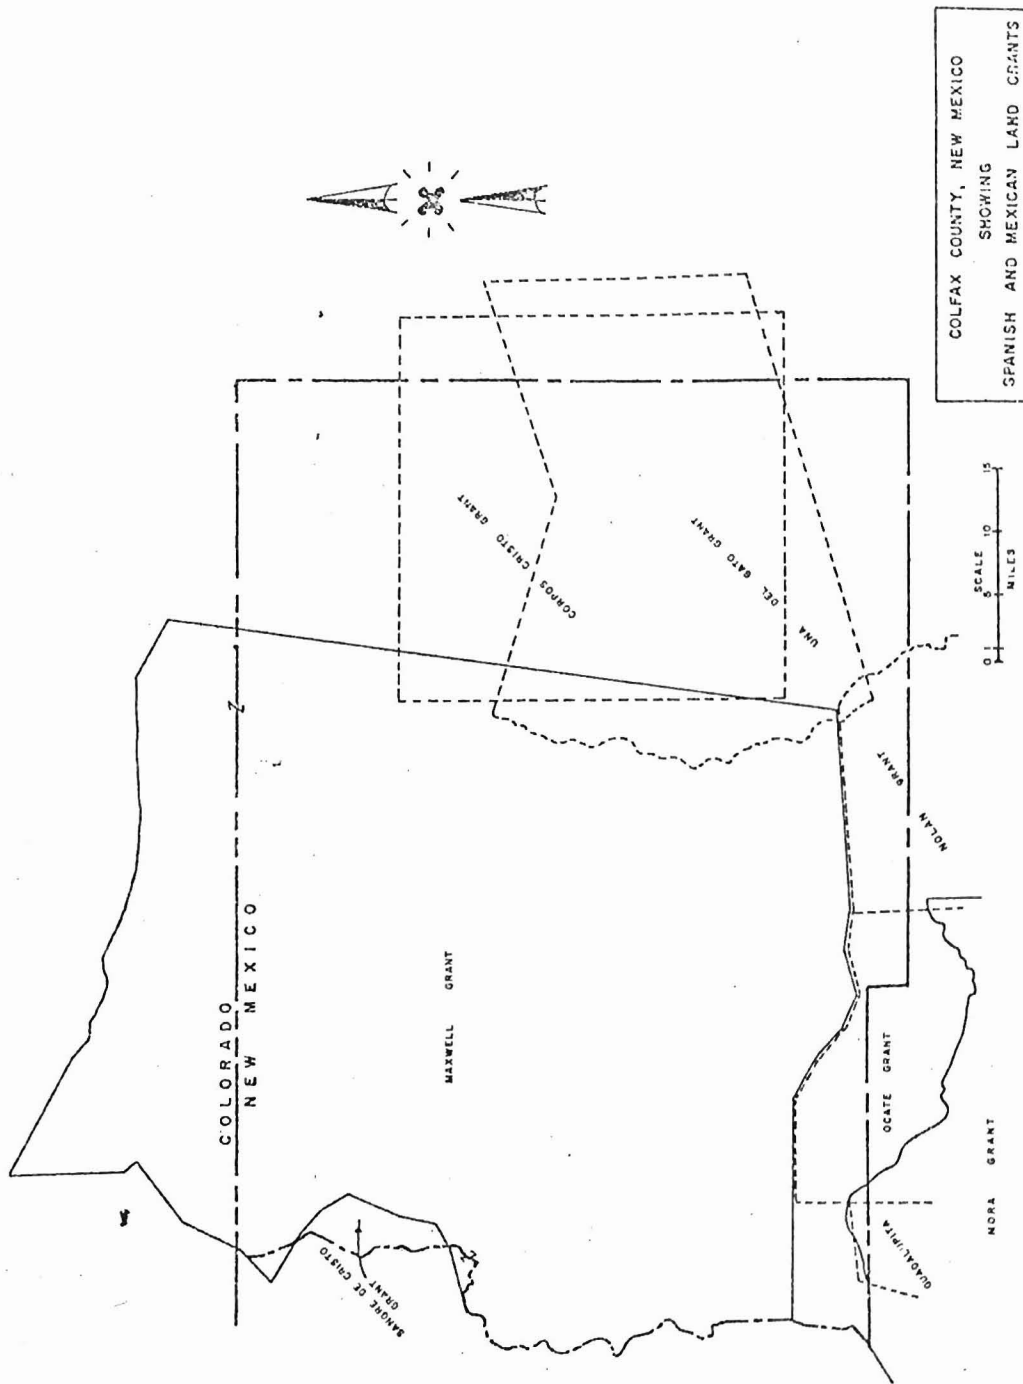 COLORADO
NEW MEXICO
SANGRE DE CRISTO
GRANT
MAXWELL GRANT
CORPOS CRISTO GRANT
UNA DEL GATO GRANT
NOLAN GRANT
OCATE GRANT
GUADALUPITA
MORA GRANT
SCALE
0 1 5 10 15
MILES
COLFAX COUNTY, NEW MEXICO
SHOWING
SPANISH AND MEXICAN LAND GRANTS